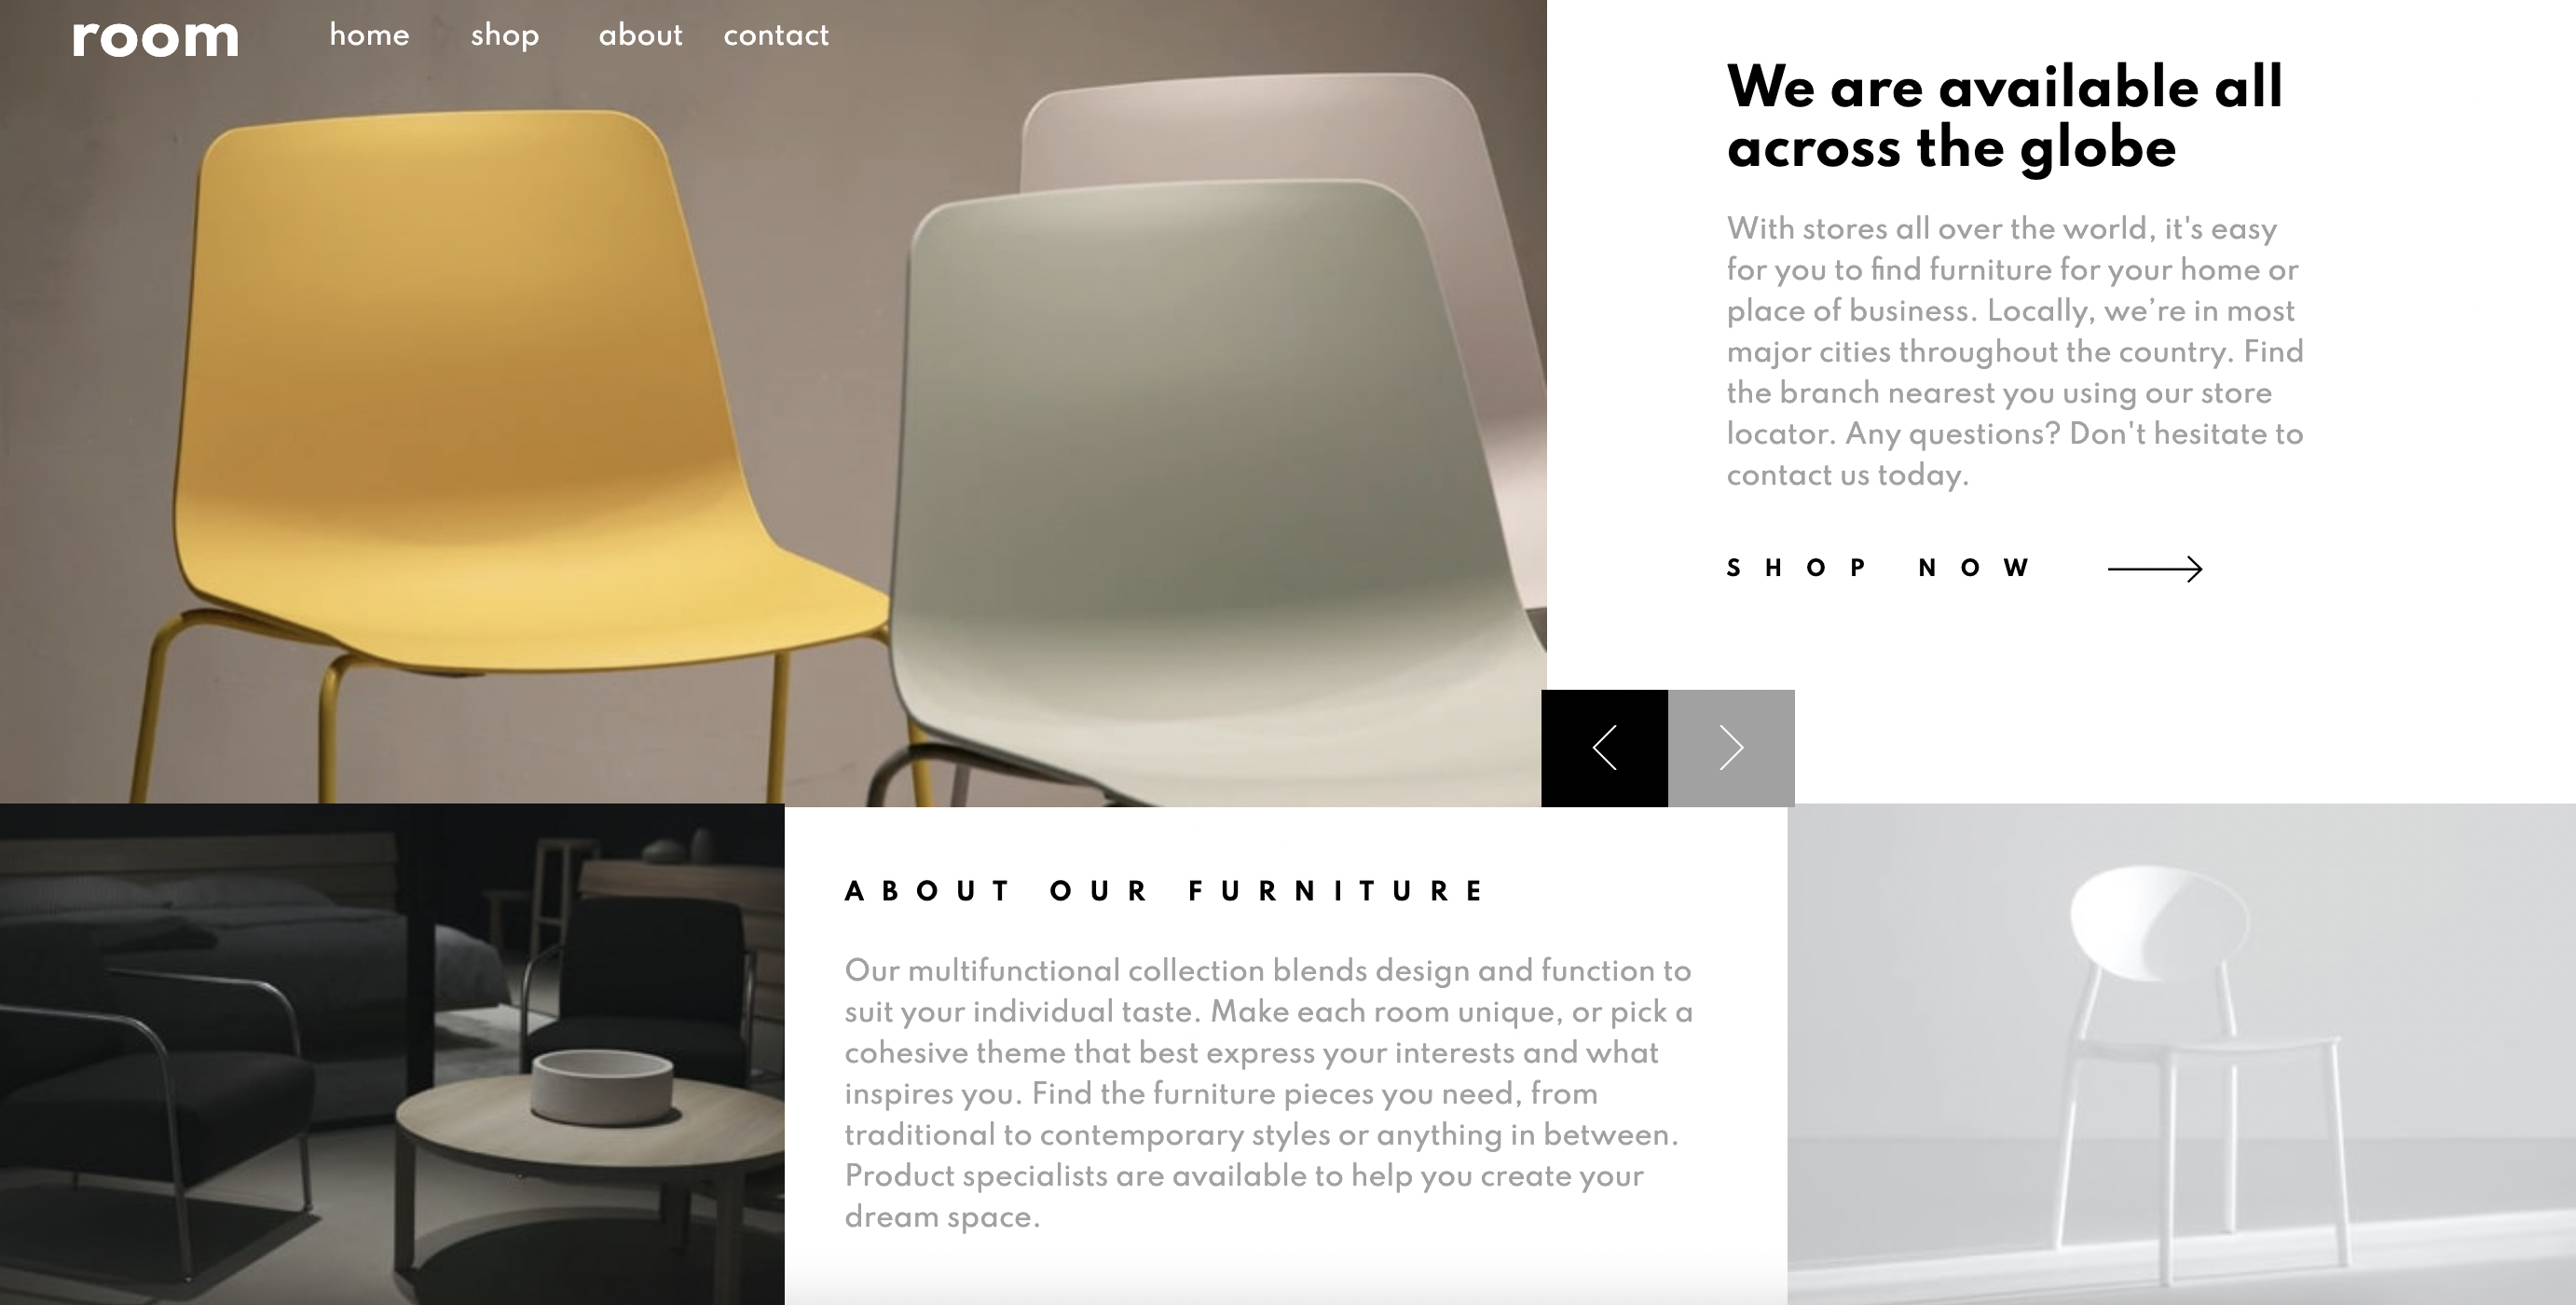 room
home shop about contact
We are available all
across the globe
With stores all over the world, it's easy
for you to find furniture for your home or
place of business. Locally, we’re in most
major cities throughout the country. Find
the branch nearest you using our store
locator. Any questions? Don't hesitate to
contact us today.
SHOP NOW
ABOUT OUR FURNITURE
Our multifunctional collection blends design and function to
suit your individual taste. Make each room unique, or pick a
cohesive theme that best express your interests and what
inspires you. Find the furniture pieces you need, from
traditional to contemporary styles or anything in between.
Product specialists are available to help you create your
dream space.